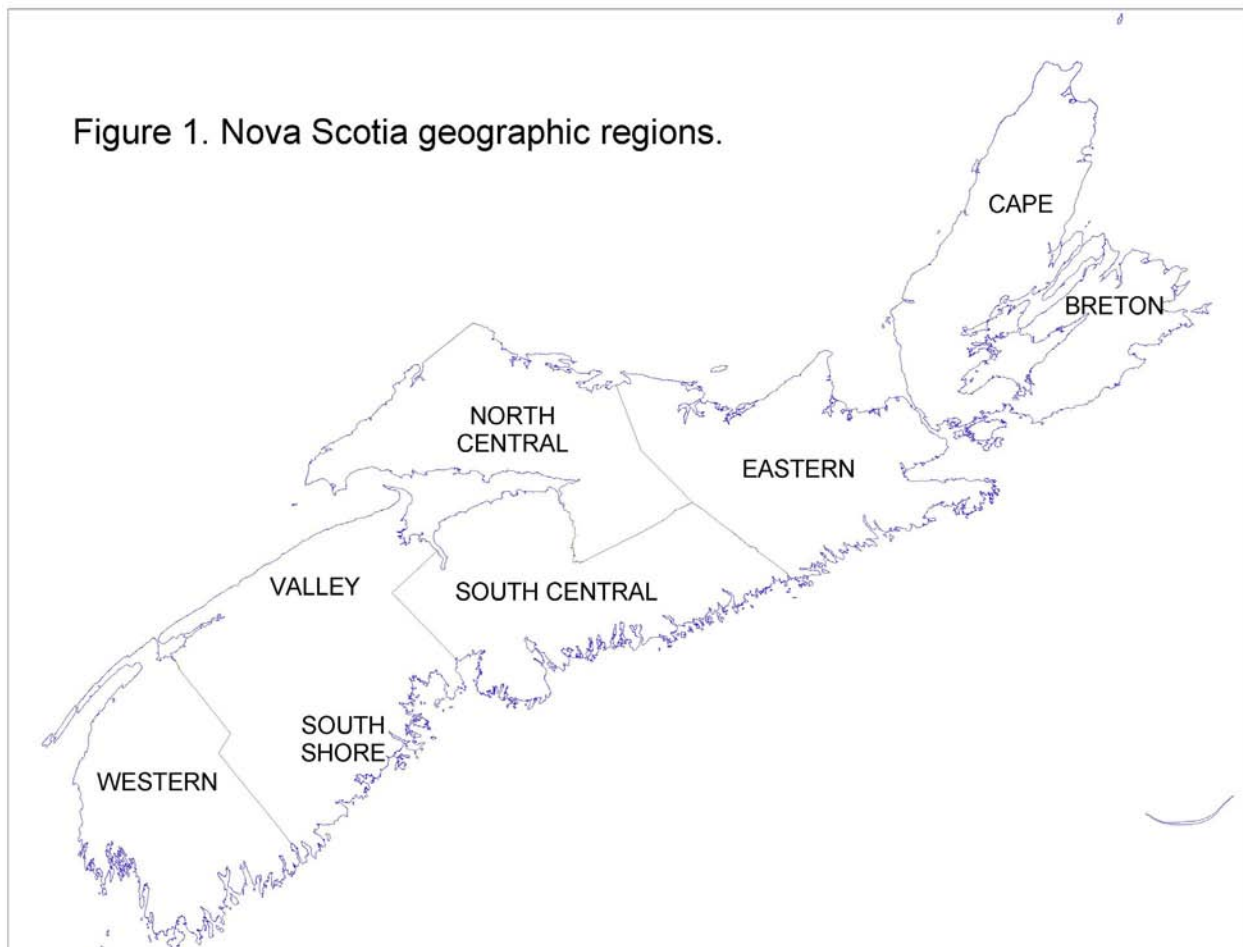 Figure 1. Nova Scotia geographic regions.
CAPE
BRETON
NORTH
CENTRAL
EASTERN
VALLEY
SOUTH CENTRAL
SOUTH
SHORE
WESTERN